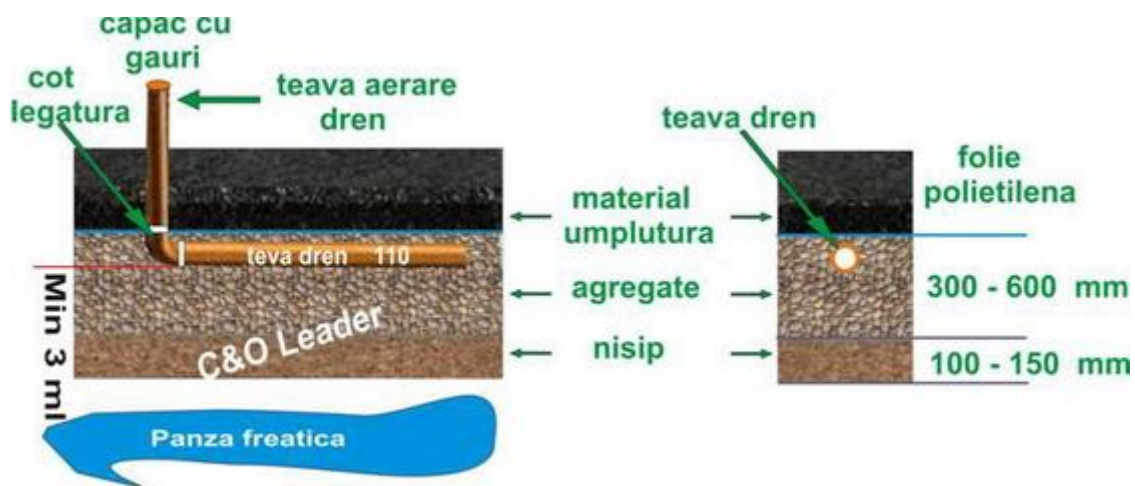 capac cu
gauri
cot
legatura
teava aerare
dren
teava dren
folie
polietilena
material
umplutura
teva dren 110
agregate
300 - 600 mm
C&O Leader
nisip
100 - 150 mm
Min 3 ml
Panza freatica